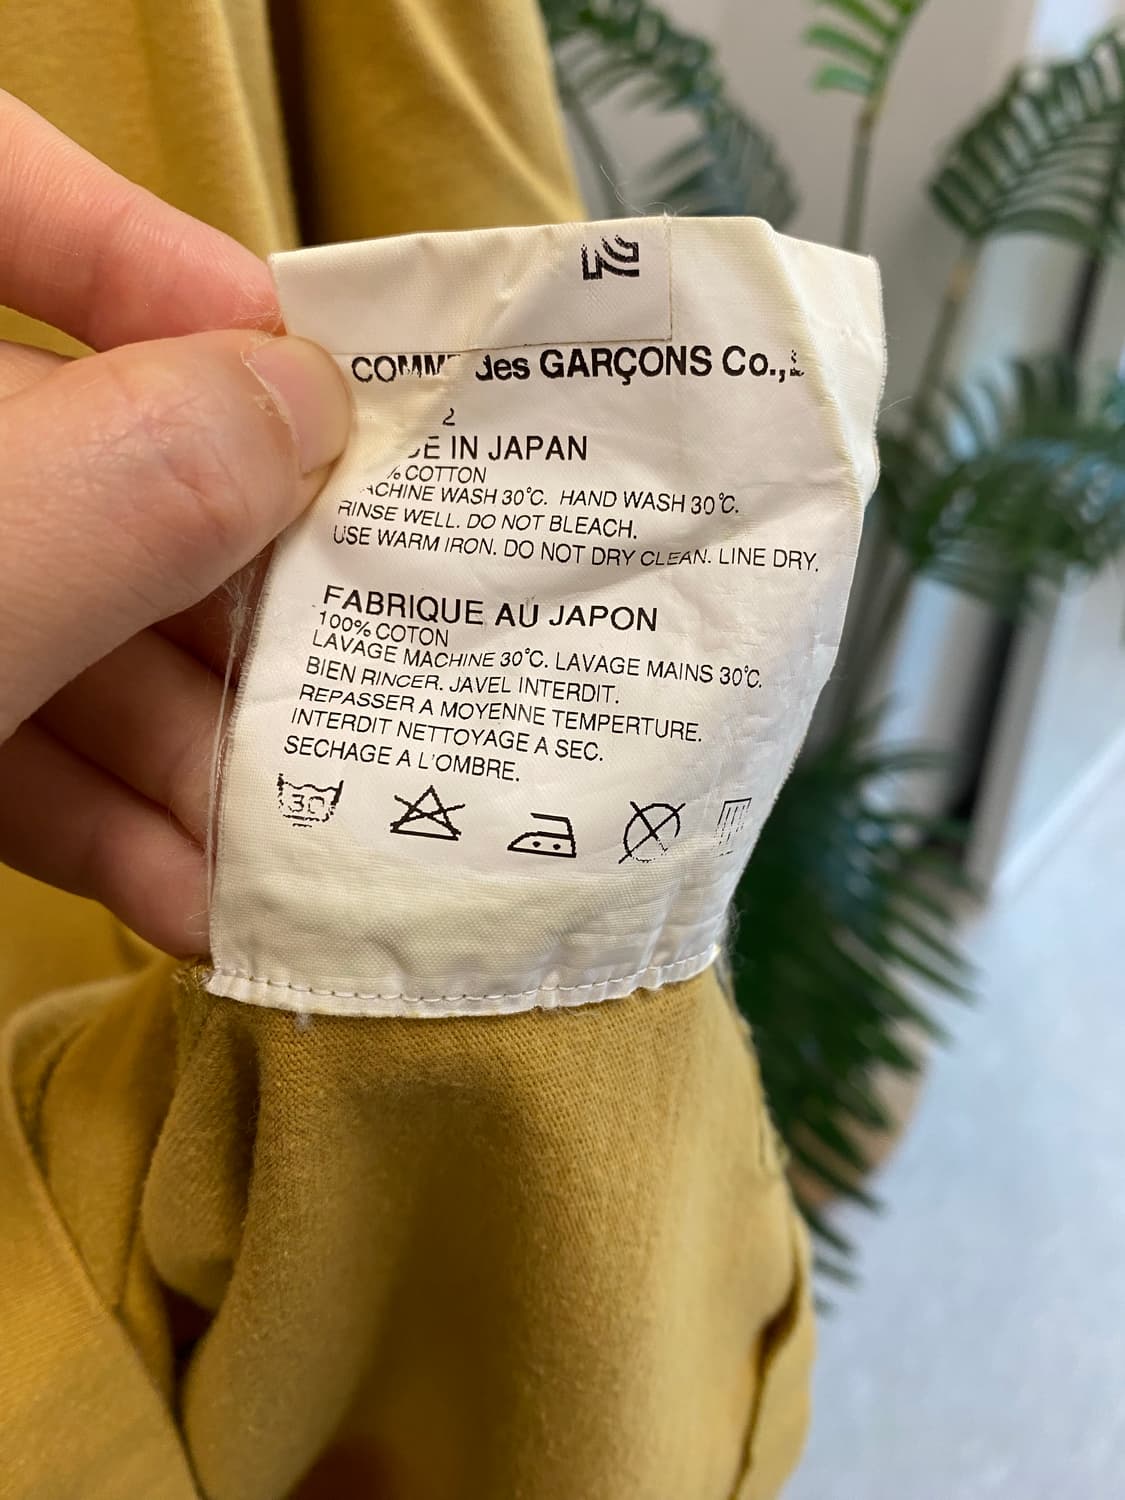 des GARÇONS Co.,
2
IN JAPAN
COTTON
MACHINE WASH 30℃. HAND WASH 30℃.
RINSE WELL. DO NOT BLEACH.
USE WARM IRON. DO NOT DRY CLEAN. LINE DRY.
FABRIQUE AU JAPON
100% COTON
LAVAGE MACHINE 30℃. LAVAGE MAINS 30℃.
BIEN RINCER. JAVEL INTERDIT.
REPASSER A MOYENNE TEMPERTURE.
INTERDIT NETTOYAGE A SEC.
SECHAGE A L'OMBRE.
30